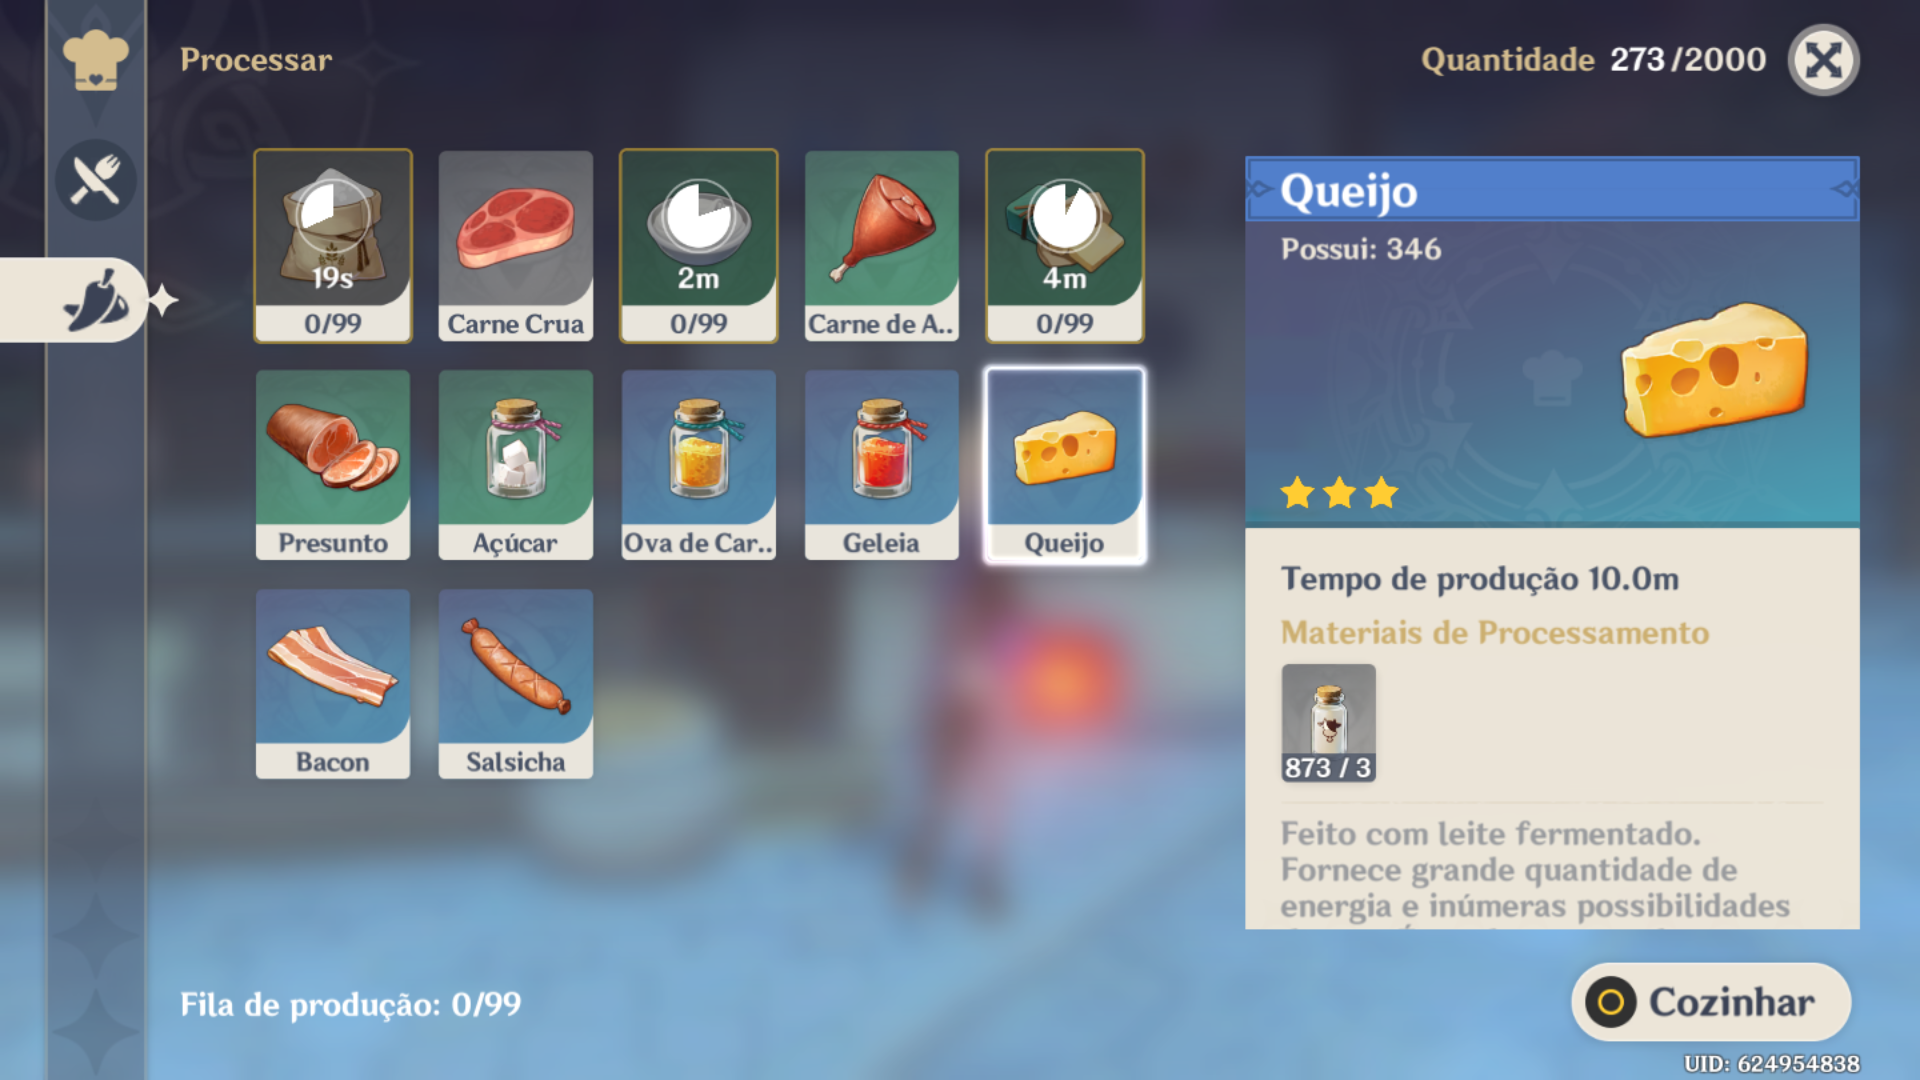 Processar
Quantidade 273/2000
19s
0/99
Carne Crua
2m
0/99
Carne de A..
4m
0/99
Presunto
Açúcar
Ova de Car..
Geleia
Queijo
Bacon
Salsicha
Queijo
Possui: 346
Tempo de produção 10.0m
Materiais de Processamento
873 / 3
Feito com leite fermentado.
Fornece grande quantidade de
energia e inúmeras possibilidades
Fila de produção: 0/99
Cozinhar
UID: 624954838